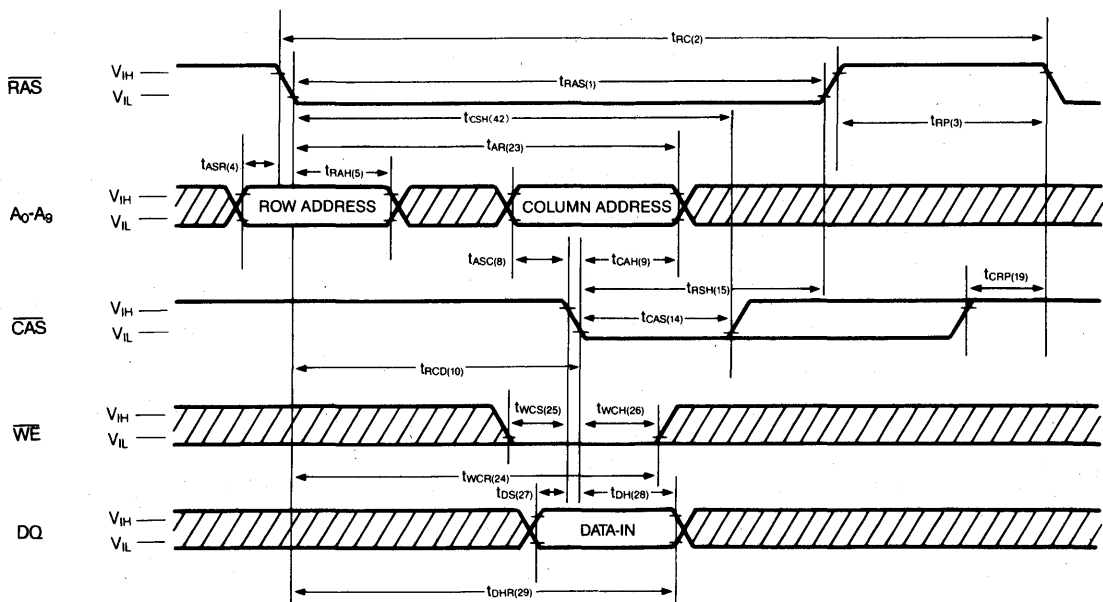 tRC(2)
RAS
VIH
VIL
tRAS(1)
tCSH(42)
tRP(3)
tAR(23)
tASR(4)
tRAH(5)
A0-A9
VIH
VIL
ROW ADDRESS
COLUMN ADDRESS
tASC(8)
tCAH(9)
tRSH(15)
tCRP(19)
CAS
VIH
VIL
tCAS(14)
tRCD(10)
WE
VIH
VIL
tWCS(25)
tWCH(26)
tWCR(24)
tDS(27)
tDH(28)
DQ
VIH
VIL
DATA-IN
tDHR(29)